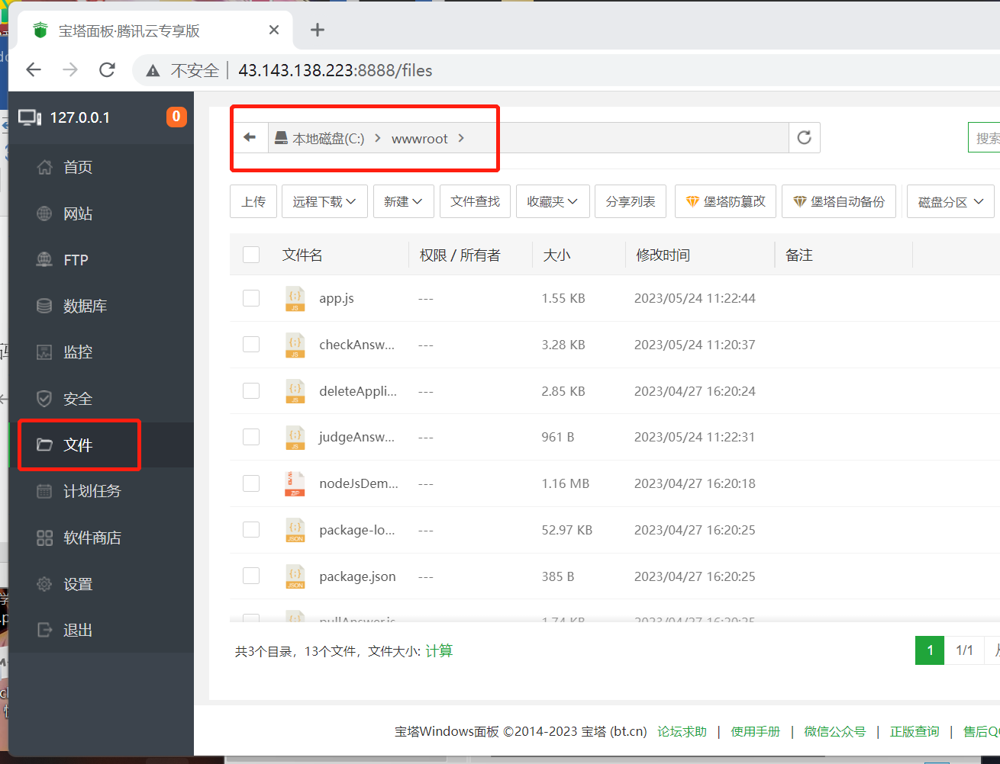 宝塔面板·腾讯云专享版
不安全 43.143.138.223:8888/files
127.0.0.1 0
首页
网站
FTP
数据库
监控
安全
文件
计划任务
软件商店
设置
退出
本地磁盘(C:) wwwroot
搜索
上传 远程下载 新建 文件查找 收藏夹 分享列表 堡塔防篡改 堡塔自动备份 磁盘分区
文件名 权限 / 所有者 大小 修改时间 备注
app.js --- 1.55 KB 2023/05/24 11:22:44
checkAnsw... --- 3.28 KB 2023/05/24 11:20:37
deleteAppli... --- 2.85 KB 2023/04/27 16:20:24
judgeAnsw... --- 961 B 2023/05/24 11:22:31
nodeJsDem... --- 1.16 MB 2023/04/27 16:20:18
package-lo... --- 52.97 KB 2023/04/27 16:20:25
package.json --- 385 B 2023/04/27 16:20:25
pullAnswer.js --- 1.74 KB 2023/04/27 16:20:25
共3个目录，13个文件，文件大小: 计算
1 1/1
宝塔Windows面板 ©2014-2023 宝塔 (bt.cn) 论坛求助 | 使用手册 | 微信公众号 | 正版查询 | 售后QQ